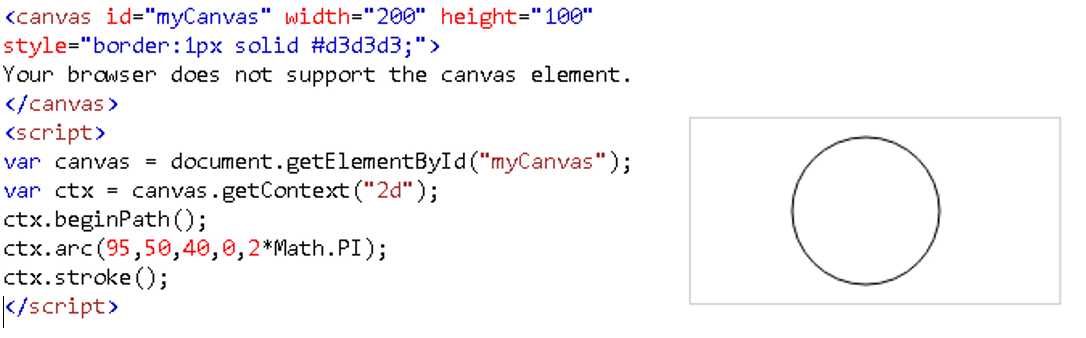 <canvas id="myCanvas" width="200" height="100"
style="border:1px solid #d3d3d3;">
Your browser does not support the canvas element.
</canvas>
<script>
var canvas = document.getElementById("myCanvas");
var ctx = canvas.getContext("2d");
ctx.beginPath();
ctx.arc(95,50,40,0,2*Math.PI);
ctx.stroke();
</script>